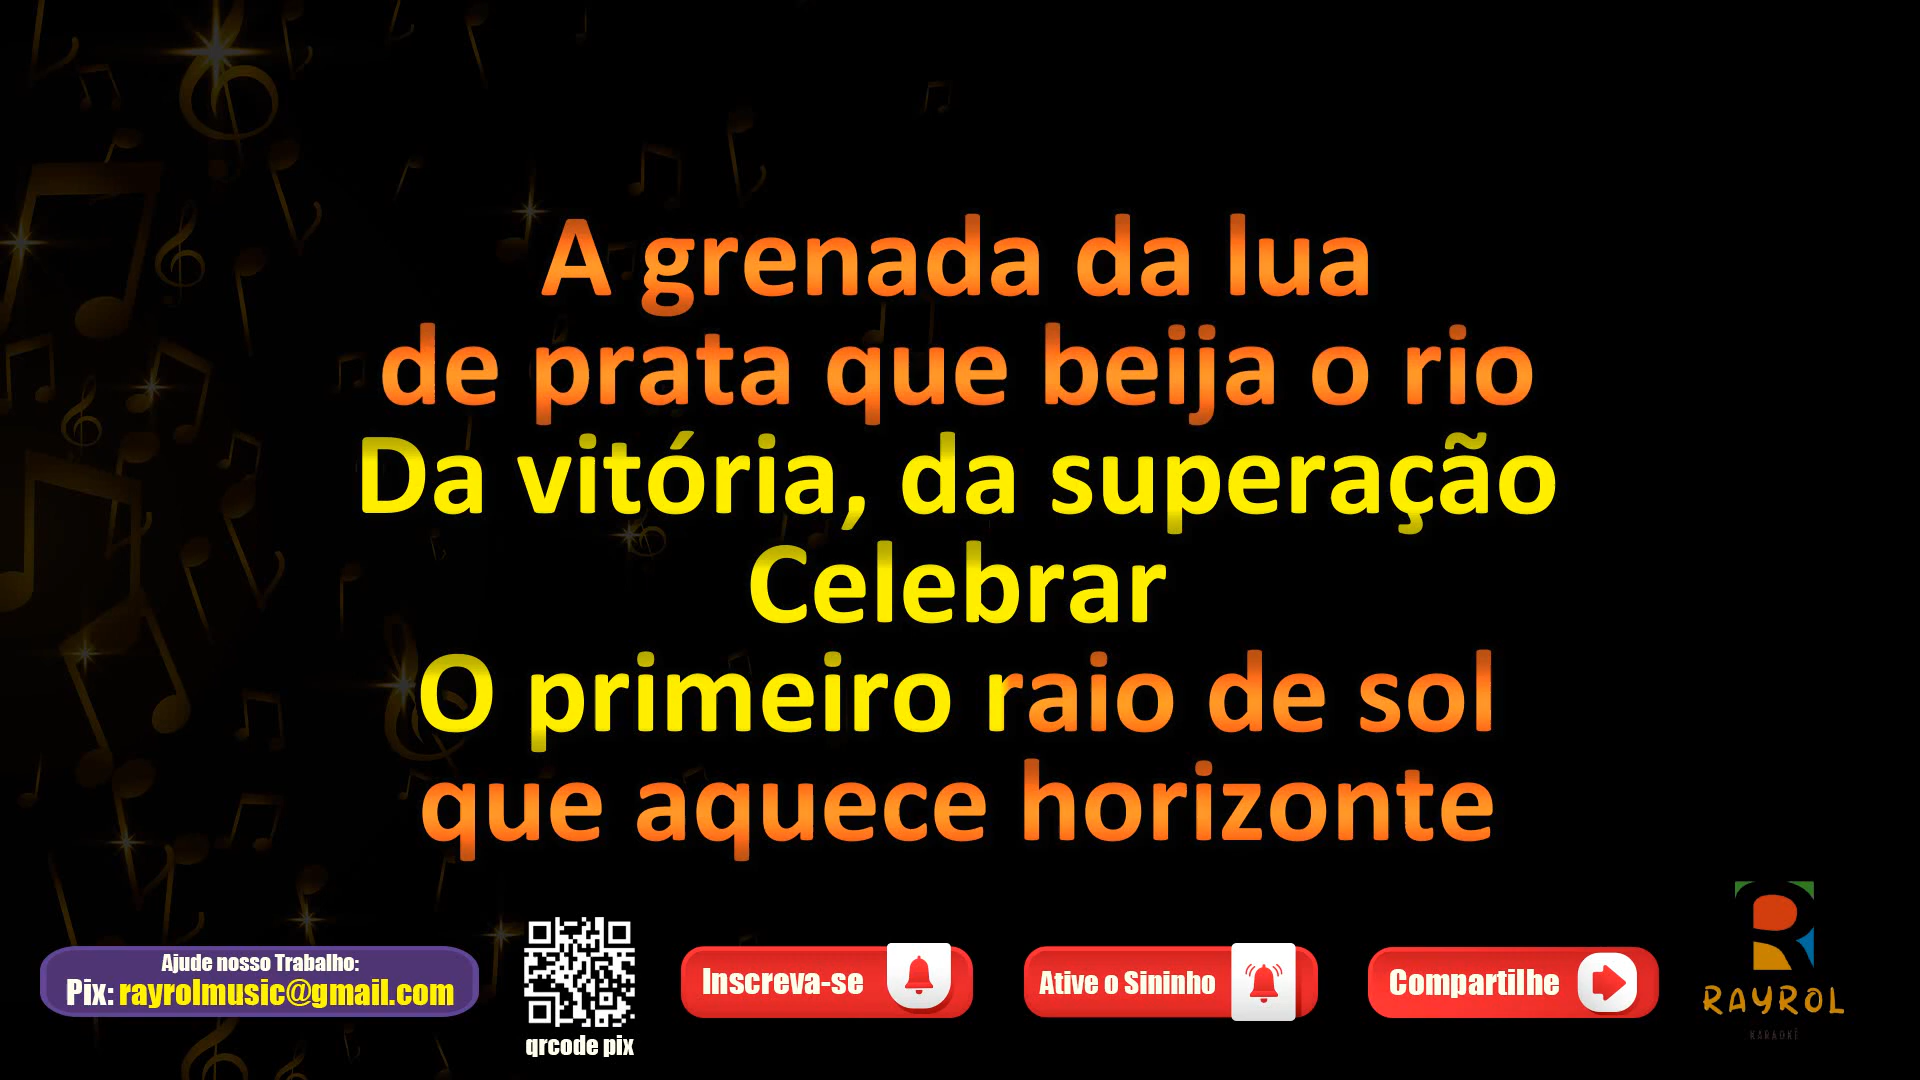 A grenada da lua
de prata que beija o rio
Da vitória, da superação
Celebrar
O primeiro raio de sol
que aquece horizonte
Ajude nosso Trabalho:
Pix: rayrolmusic@gmail.com
qrcode pix
Inscreva-se
Ative o Sininho
Compartilhe
RAYROL
KARAOKÊ